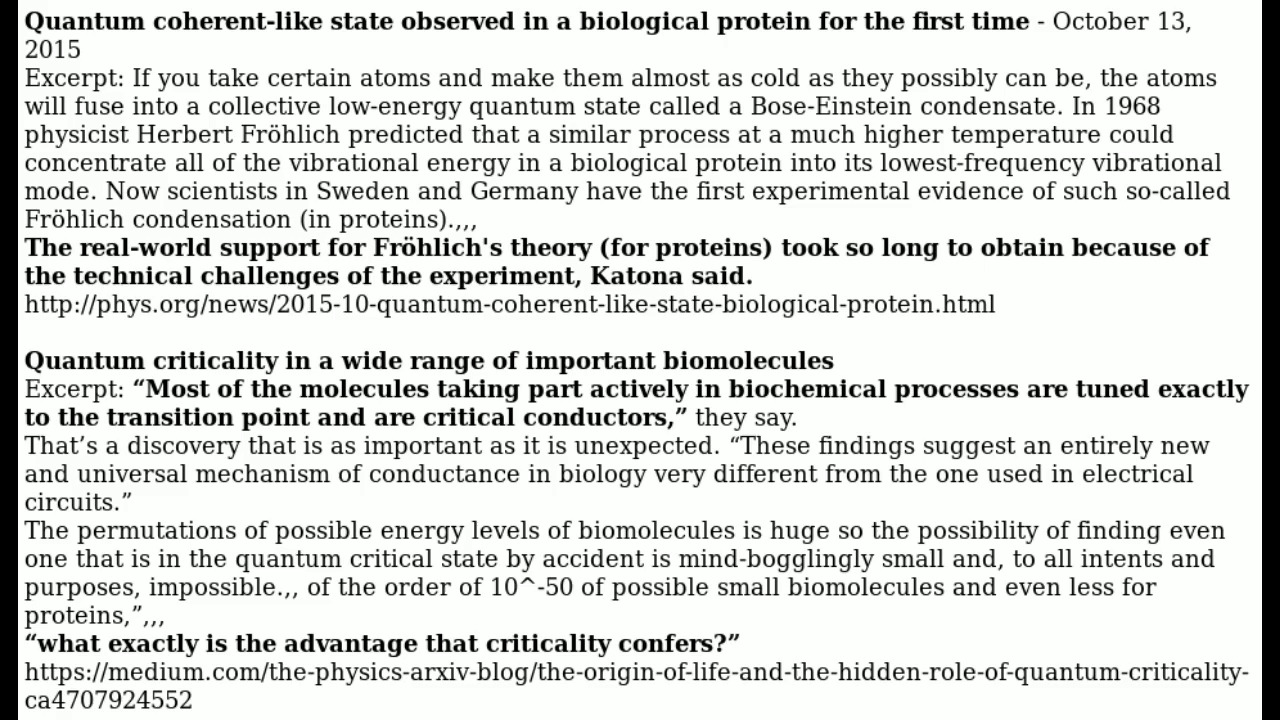 Quantum coherent-like state observed in a biological protein for the first time - October 13,
2015
Excerpt: If you take certain atoms and make them almost as cold as they possibly can be, the atoms
will fuse into a collective low-energy quantum state called a Bose-Einstein condensate. In 1968
physicist Herbert Fröhlich predicted that a similar process at a much higher temperature could
concentrate all of the vibrational energy in a biological protein into its lowest-frequency vibrational
mode. Now scientists in Sweden and Germany have the first experimental evidence of such so-called
Fröhlich condensation (in proteins).,,,
The real-world support for Fröhlich's theory (for proteins) took so long to obtain because of
the technical challenges of the experiment, Katona said.
http://phys.org/news/2015-10-quantum-coherent-like-state-biological-protein.html
Quantum criticality in a wide range of important biomolecules
Excerpt: “Most of the molecules taking part actively in biochemical processes are tuned exactly
to the transition point and are critical conductors,” they say.
That’s a discovery that is as important as it is unexpected. “These findings suggest an entirely new
and universal mechanism of conductance in biology very different from the one used in electrical
circuits.”
The permutations of possible energy levels of biomolecules is huge so the possibility of finding even
one that is in the quantum critical state by accident is mind-bogglingly small and, to all intents and
purposes, impossible.,, of the order of 10^-50 of possible small biomolecules and even less for
proteins,”,,,
“what exactly is the advantage that criticality confers?”
https://medium.com/the-physics-arxiv-blog/the-origin-of-life-and-the-hidden-role-of-quantum-criticality-
ca4707924552